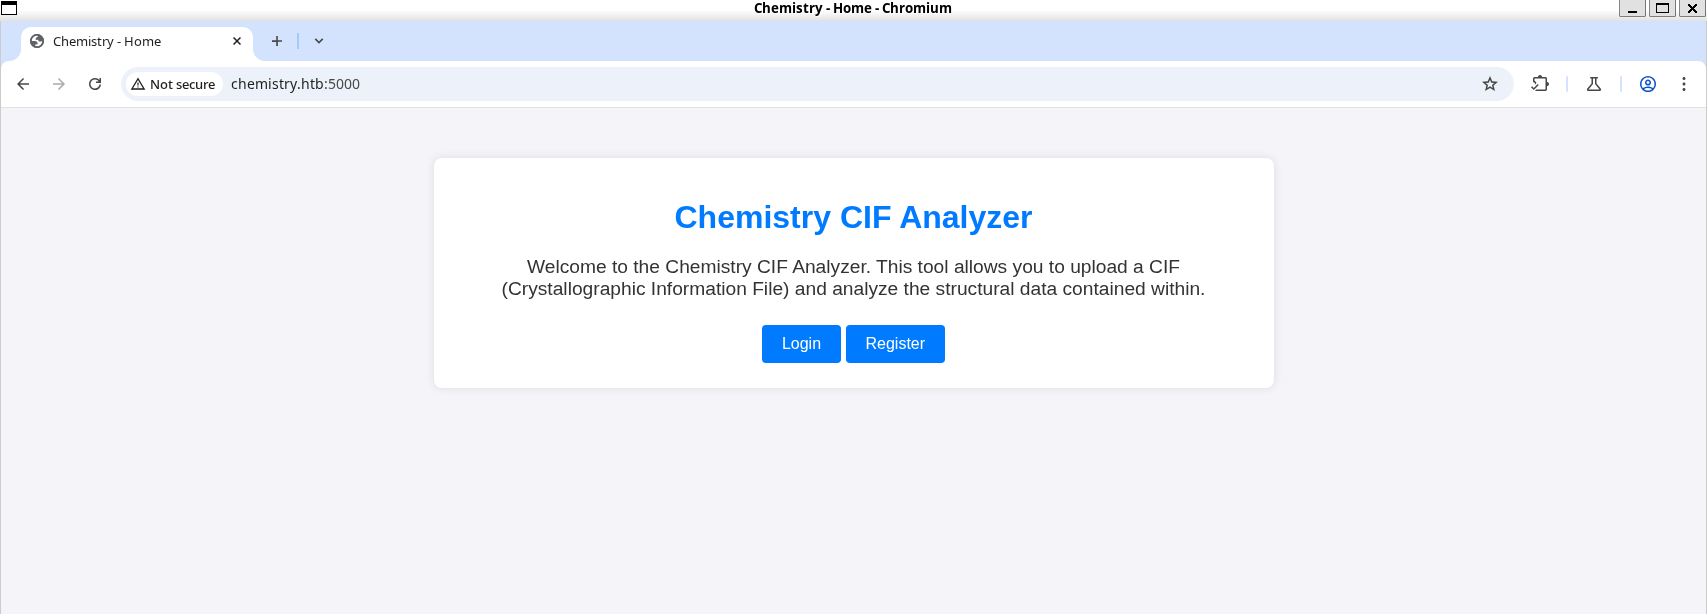 Chemistry - Home - Chromium
Chemistry - Home
Not secure
chemistry.htb:5000
Chemistry CIF Analyzer
Welcome to the Chemistry CIF Analyzer. This tool allows you to upload a CIF
(Crystallographic Information File) and analyze the structural data contained within.
Login
Register